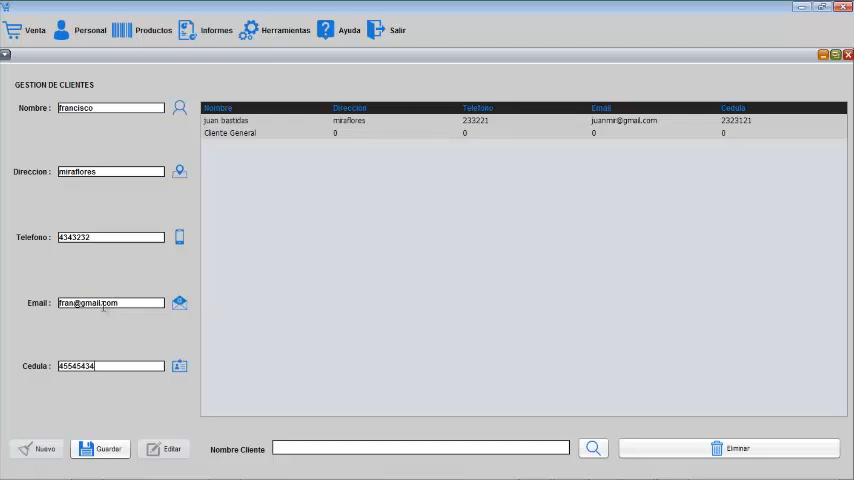 Venta Personal Productos Informes Herramientas Ayuda Salir
GESTION DE CLIENTES
Nombre : francisco
Direccion : miraflores
Telefono : 4343232
Email : fran@gmail.com
Cedula : 45545434
Nombre Direccion Telefono Email Cedula
juan bastidas miraflores 233221 juanmr@gmail.com 2323121
Cliente General 0 0 0 0
Nuevo Guardar Editar Nombre Cliente Eliminar